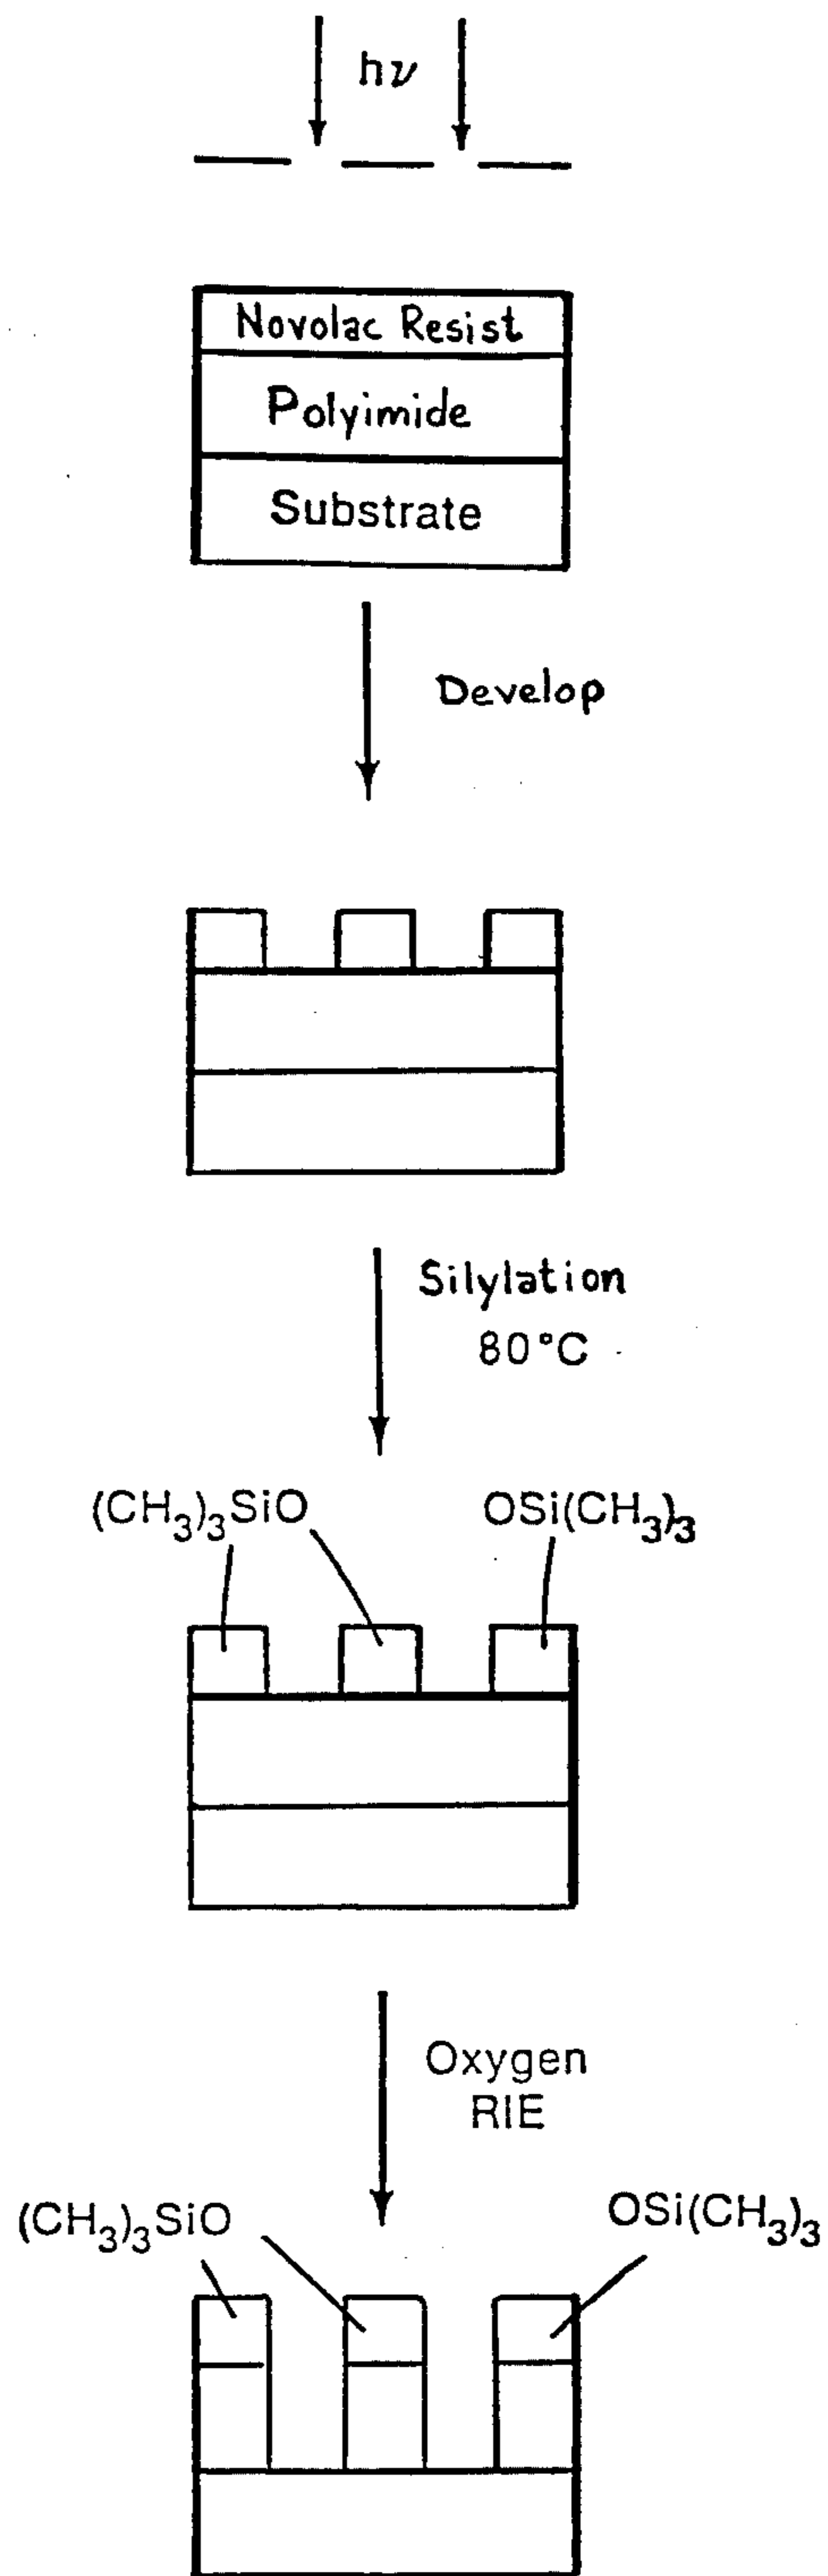 hν
Novolac Resist
Polyimide
Substrate
Develop
Silylation
80°C
(CH₃)₃SiO OSi(CH₃)₃
Oxygen
RIE
(CH₃)₃SiO OSi(CH₃)₃